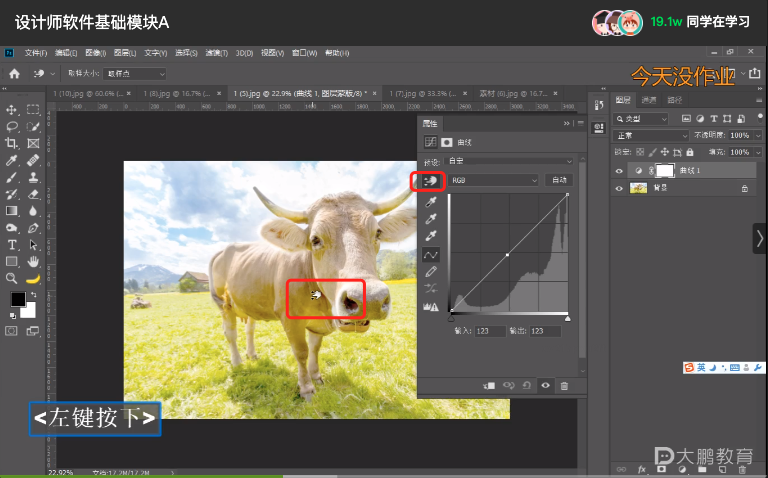 设计师软件基础模块A
19.1w 同学在学习
文件(F) 编辑(E) 图像(I) 图层(L) 文字(Y) 选择(S) 滤镜(T) 3D(D) 视图(V) 窗口(W) 帮助(H)
取样大小: 取样点
今天没作业
1 (10).jpg @ 60.6% (... × 1 (8).jpg @ 16.7%... × 1 (5).jpg @ 22.9% (曲线 1, 图层蒙版/8) * × 1 (7).jpg @ 33.3% (... × 素材 (6).jpg @ 16.7... ×
属性
曲线
预设: 自定
RGB 自动
输入: 123 输出: 123
图层 通道 路径
类型
正常 不透明度: 100%
锁定: 填充: 100%
曲线 1
背景
英
<左键按下>
大鹏教育
22.92% 文档:17.2M/17.2M